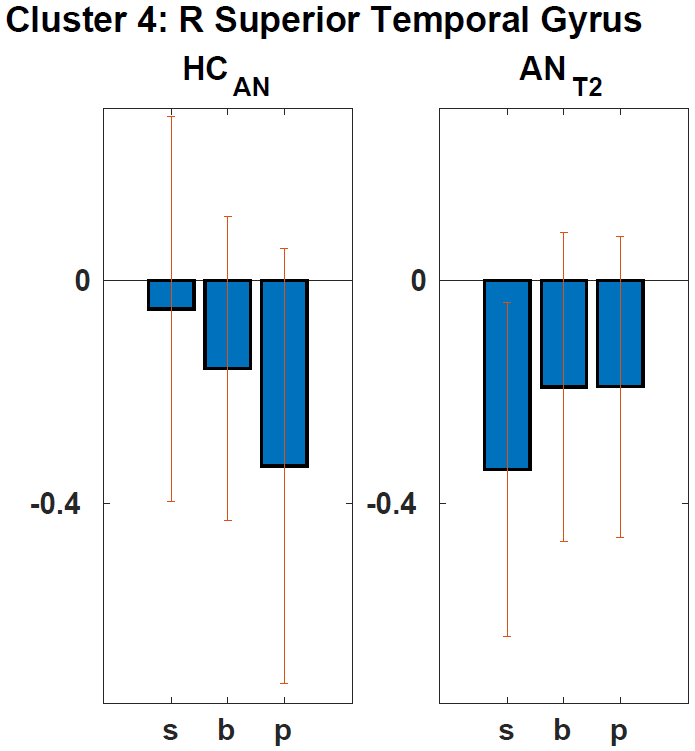 Cluster 4: R Superior Temporal Gyrus
HC AN
AN T2
0
-0.4
s b p
0
-0.4
s b p